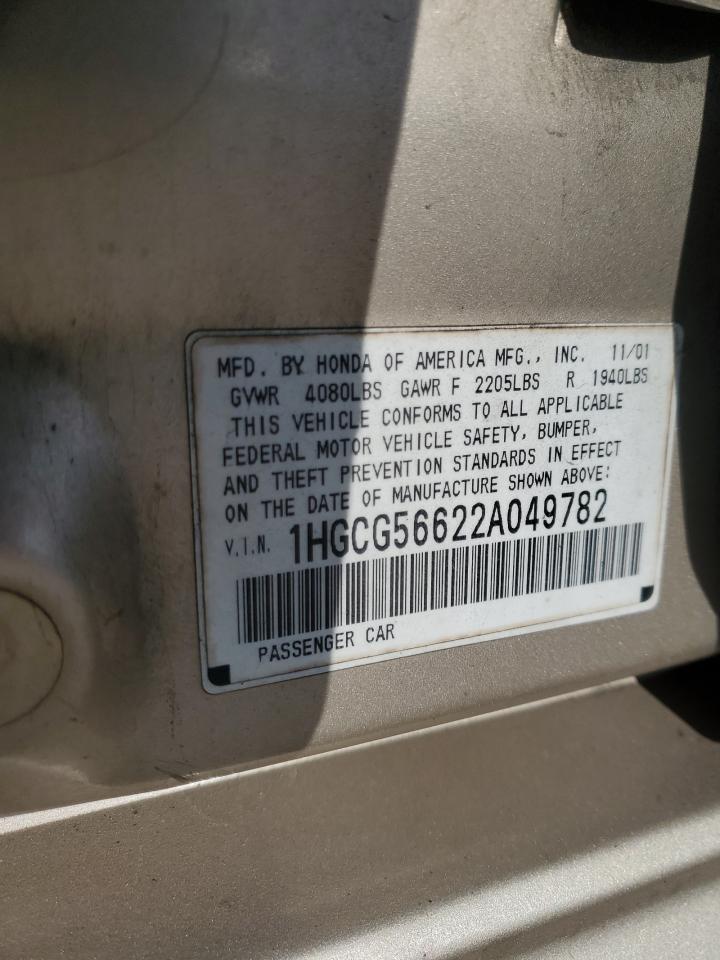 MFD. BY HONDA OF AMERICA MFG., INC. 11/01
GVWR 4080LBS GAWR F 2205LBS R 1940LBS
THIS VEHICLE CONFORMS TO ALL APPLICABLE
FEDERAL MOTOR VEHICLE SAFETY, BUMPER,
AND THEFT PREVENTION STANDARDS IN EFFECT
ON THE DATE OF MANUFACTURE SHOWN ABOVE:
V.I.N. 1HGCG56622A049782
PASSENGER CAR